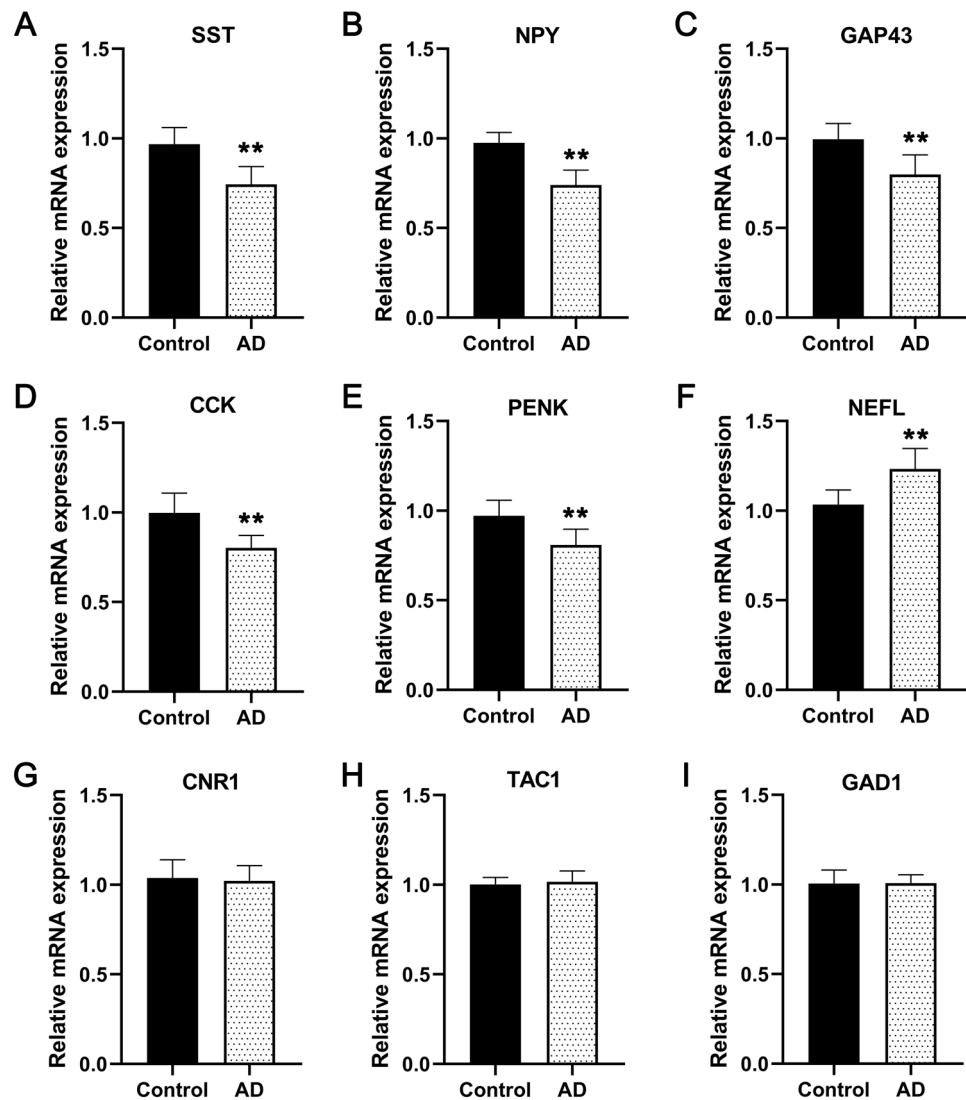 A
SST
Relative mRNA expression
1.5
1.0
0.5
0.0
**
Control AD
B
NPY
Relative mRNA expression
1.5
1.0
0.5
0.0
**
Control AD
C
GAP43
Relative mRNA expression
1.5
1.0
0.5
0.0
**
Control AD
D
CCK
Relative mRNA expression
1.5
1.0
0.5
0.0
**
Control AD
E
PENK
Relative mRNA expression
1.5
1.0
0.5
0.0
**
Control AD
F
NEFL
Relative mRNA expression
1.5
1.0
0.5
0.0
**
Control AD
G
CNR1
Relative mRNA expression
1.5
1.0
0.5
0.0
Control AD
H
TAC1
Relative mRNA expression
1.5
1.0
0.5
0.0
Control AD
I
GAD1
Relative mRNA expression
1.5
1.0
0.5
0.0
Control AD